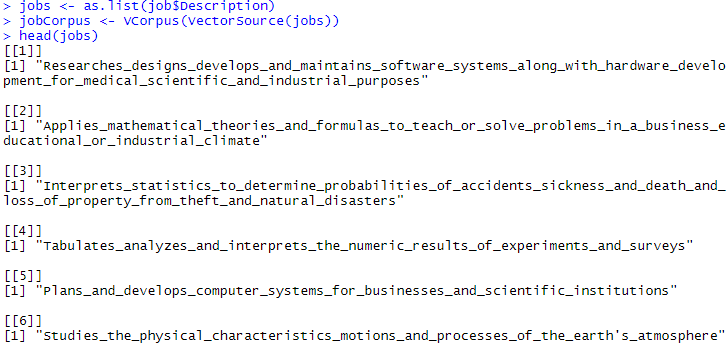 > jobs <- as.list(job$Description)
> jobCorpus <- VCorpus(VectorSource(jobs))
> head(jobs)
[[1]]
[1] "Researches_designs_develops_and_maintains_software_systems_along_with_hardware_develo
pment_for_medical_scientific_and_industrial_purposes"
[[2]]
[1] "Applies_mathematical_theories_and_formulas_to_teach_or_solve_problems_in_a_business_e
ducational_or_industrial_climate"
[[3]]
[1] "Interprets_statistics_to_determine_probabilities_of_accidents_sickness_and_death_and_
loss_of_property_from_theft_and_natural_disasters"
[[4]]
[1] "Tabulates_analyzes_and_interprets_the_numeric_results_of_experiments_and_surveys"
[[5]]
[1] "Plans_and_develops_computer_systems_for_businesses_and_scientific_institutions"
[[6]]
[1] "Studies_the_physical_characteristics_motions_and_processes_of_the_earth's_atmosphere"